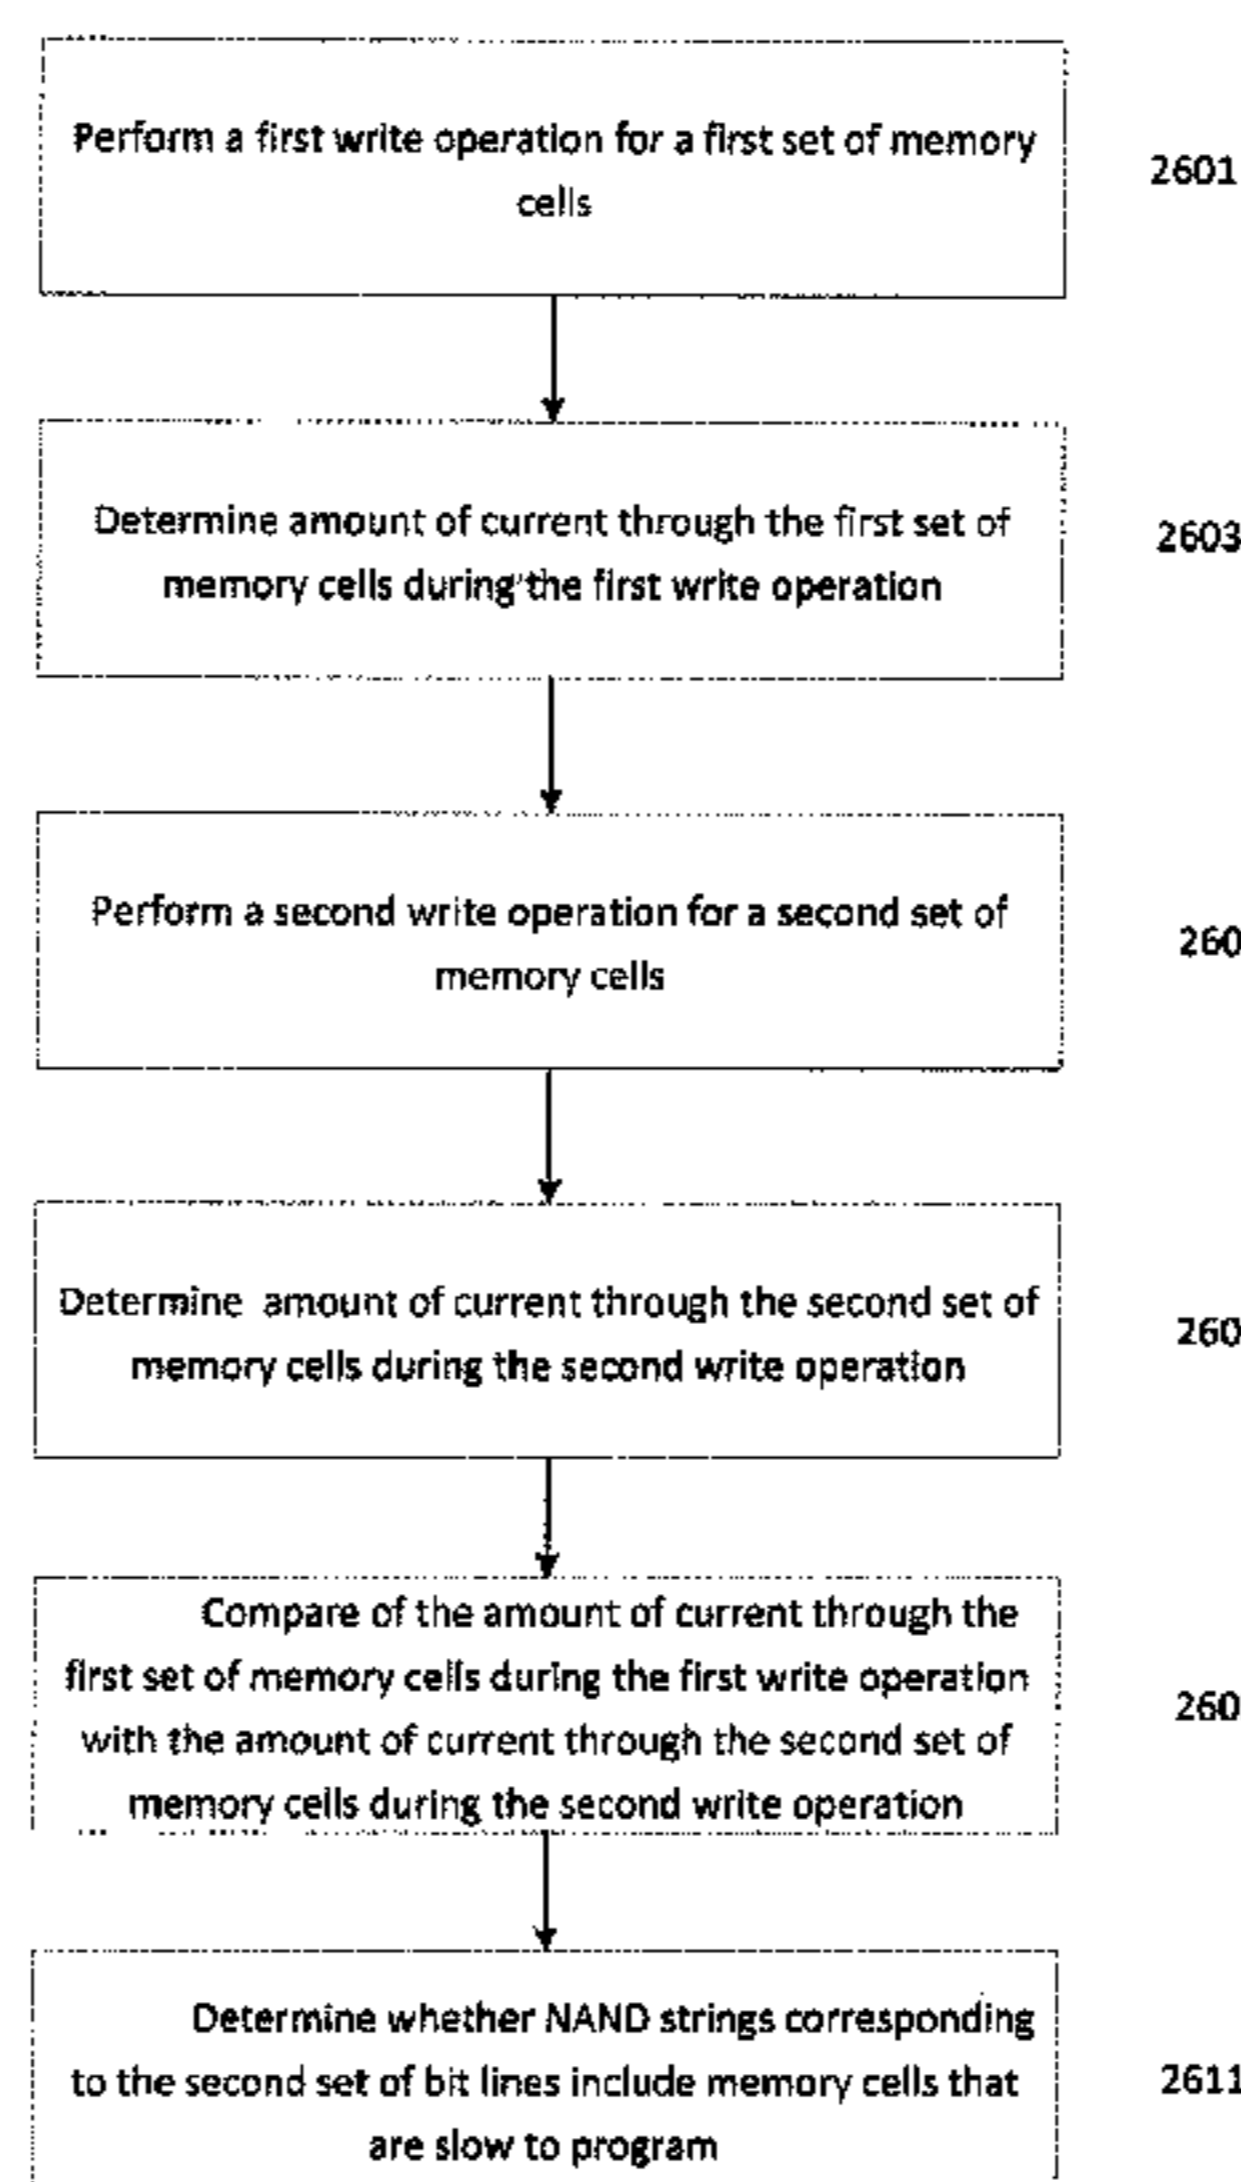 Perform a first write operation for a first set of memory
cells
2601
Determine amount of current through the first set of
memory cells during the first write operation
2603
Perform a second write operation for a second set of
memory cells
260
Determine amount of current through the second set of
memory cells during the second write operation
260
Compare of the amount of current through the
first set of memory cells during the first write operation
with the amount of current through the second set of
memory cells during the second write operation
260
Determine whether NAND strings corresponding
to the second set of bit lines include memory cells that
are slow to program
2611